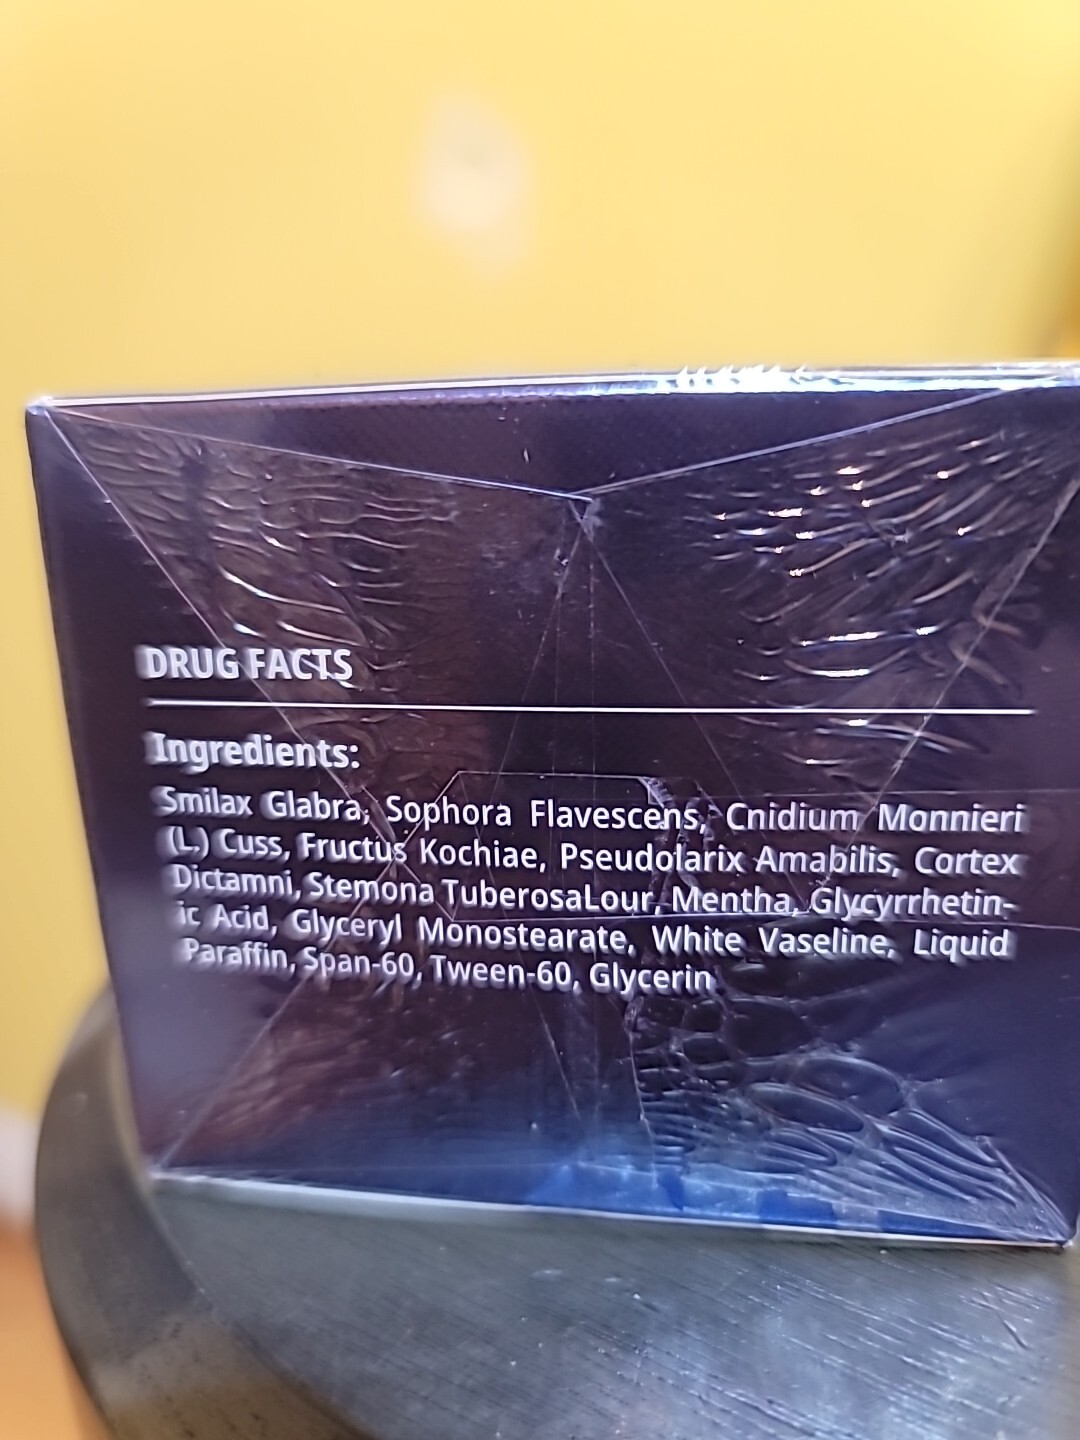 DRUG FACTS
Ingredients:
Smilax Glabra, Sophora Flavescens, Cnidium Monnieri
(L.) Cuss, Fructus Kochiae, Pseudolarix Amabilis, Cortex
Dictamni, Stemona TuberosaLour, Mentha, Glycyrrhetin-
ic Acid, Glyceryl Monostearate, White Vaseline, Liquid
Paraffin, Span-60, Tween-60, Glycerin